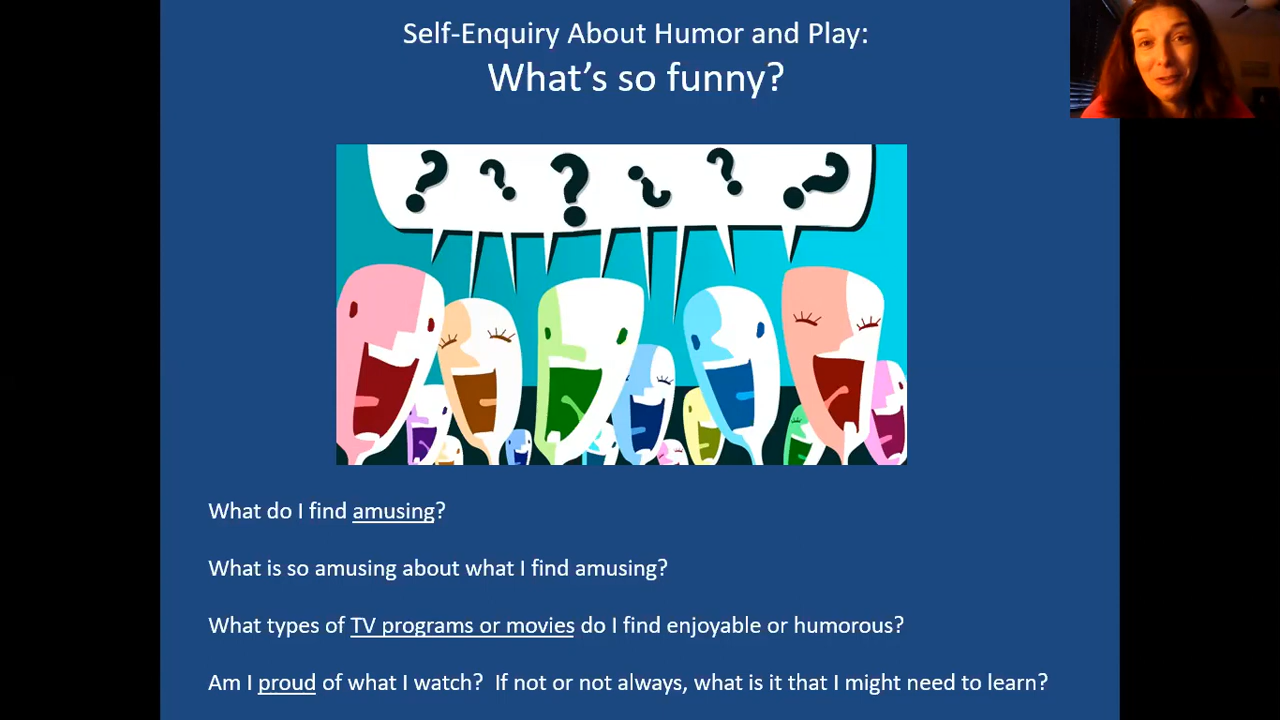 Self-Enquiry About Humor and Play:
What's so funny?
? ? ? ? ? ?
What do I find amusing?
What is so amusing about what I find amusing?
What types of TV programs or movies do I find enjoyable or humorous?
Am I proud of what I watch?  If not or not always, what is it that I might need to learn?